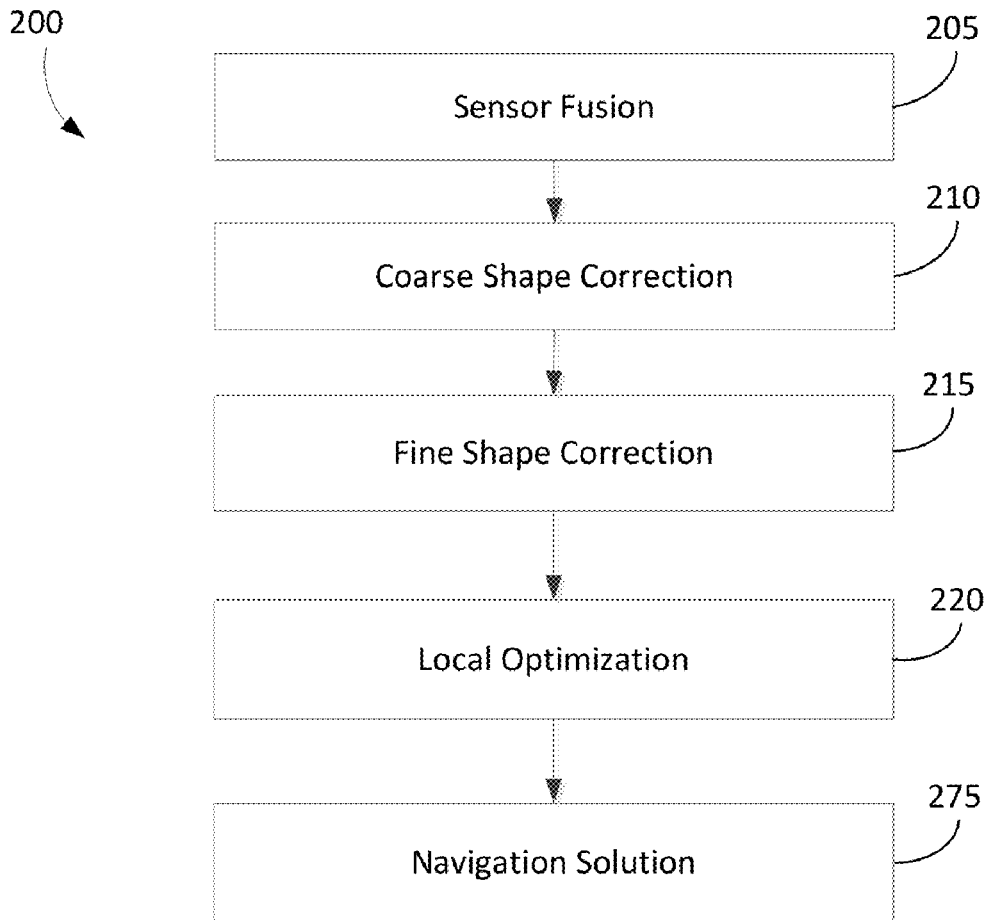 200
205
Sensor Fusion
210
Coarse Shape Correction
215
Fine Shape Correction
220
Local Optimization
275
Navigation Solution